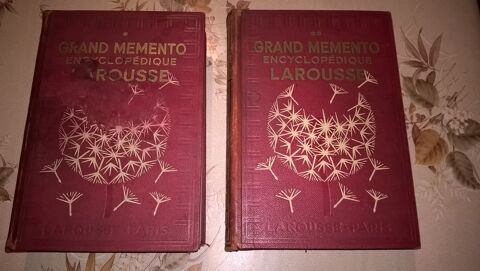 *
GRAND MEMENTO
ENCYCLOPÉDIQUE
LAROUSSE
LAROUSSE - PARIS
**
GRAND MEMENTO
ENCYCLOPÉDIQUE
LAROUSSE
LAROUSSE - PARIS